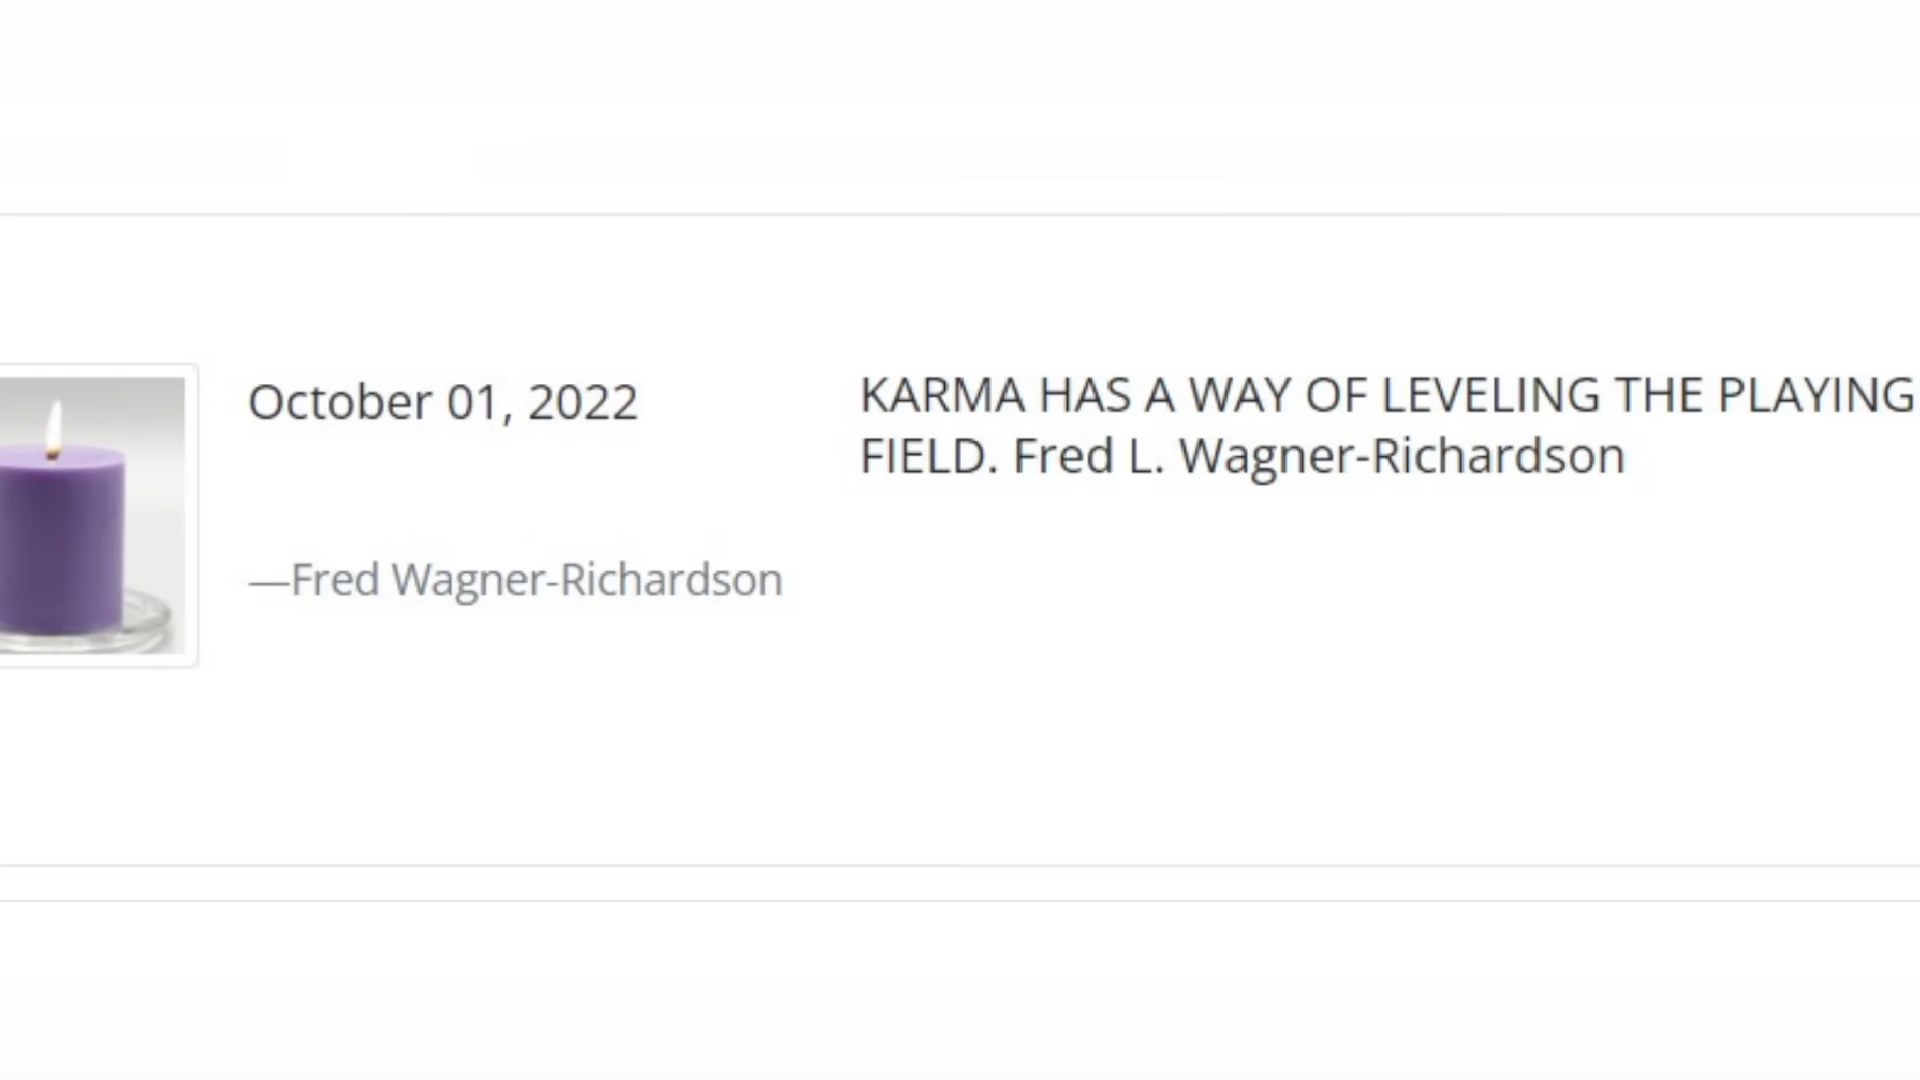 October 01, 2022
—Fred Wagner-Richardson
KARMA HAS A WAY OF LEVELING THE PLAYING
FIELD. Fred L. Wagner-Richardson